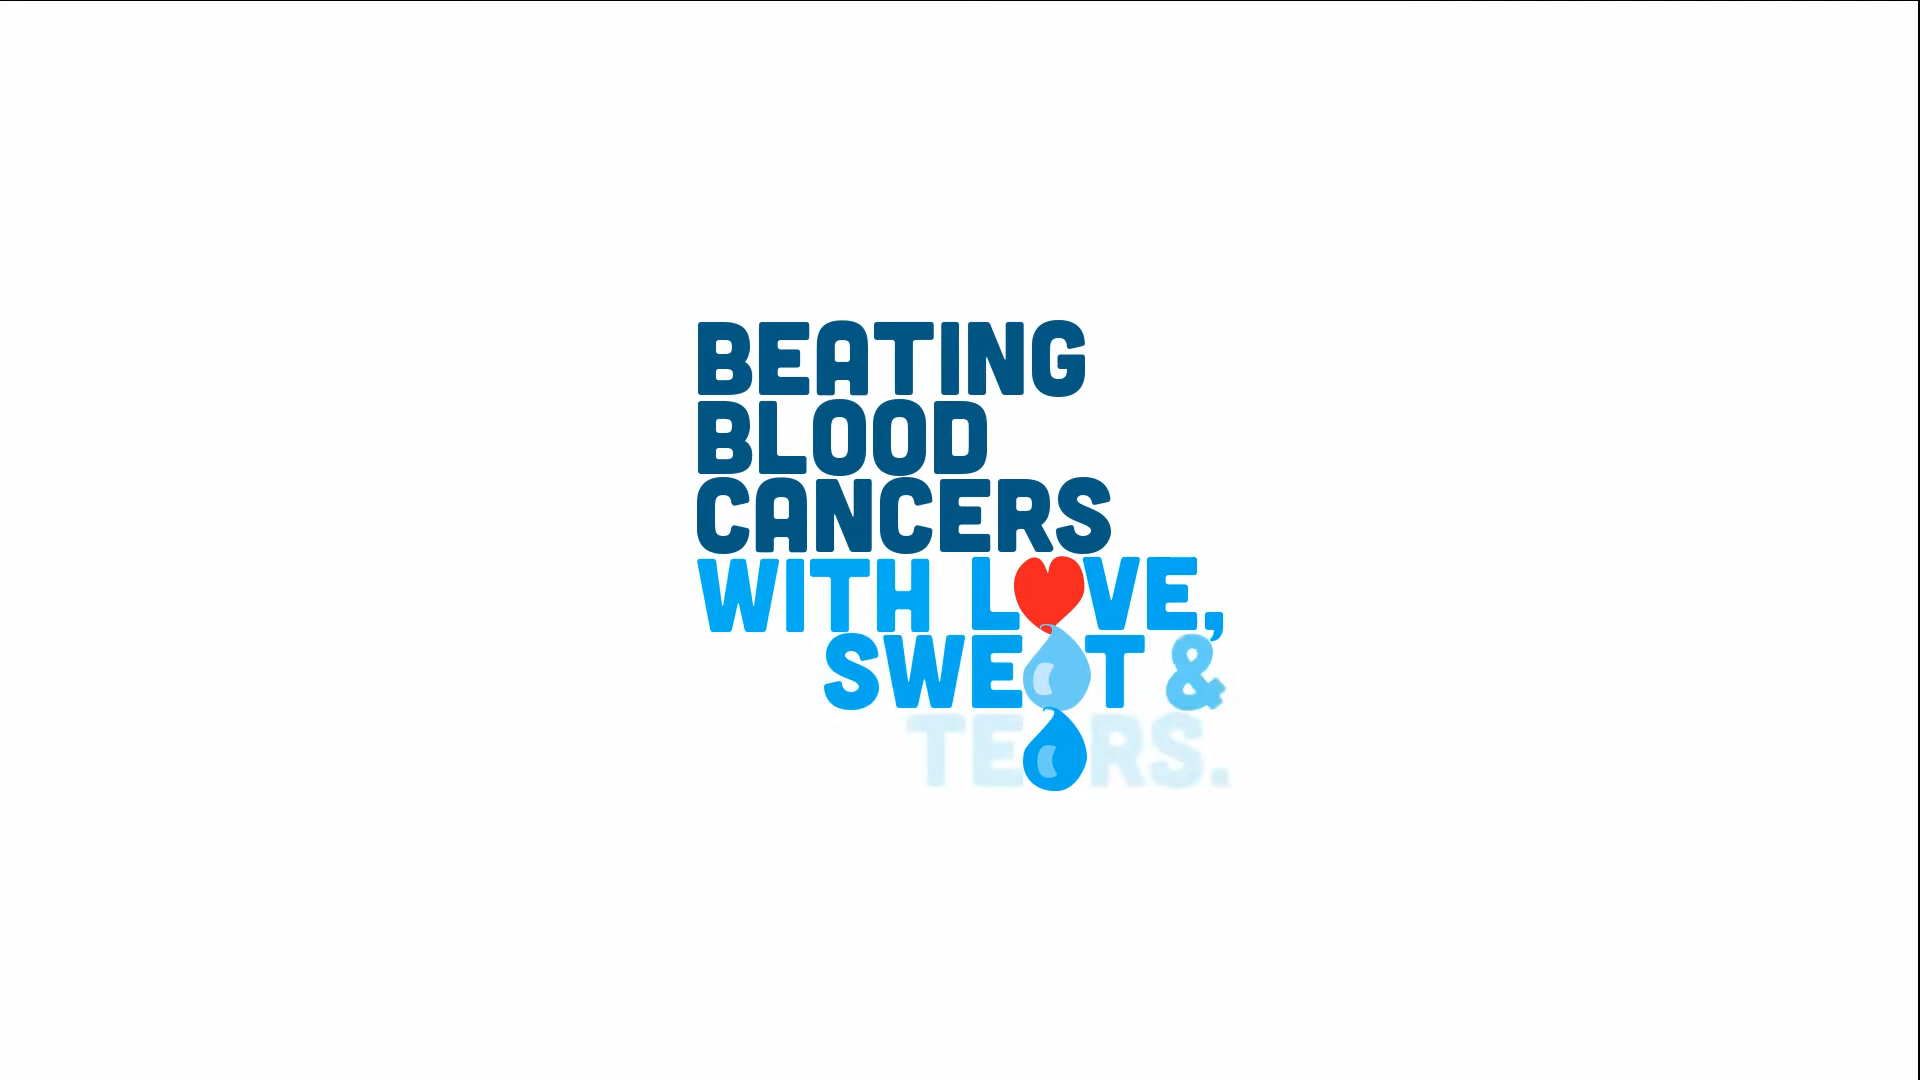 BEATING
BLOOD
CANCERS
WITH LOVE,
SWEAT &
TEARS.